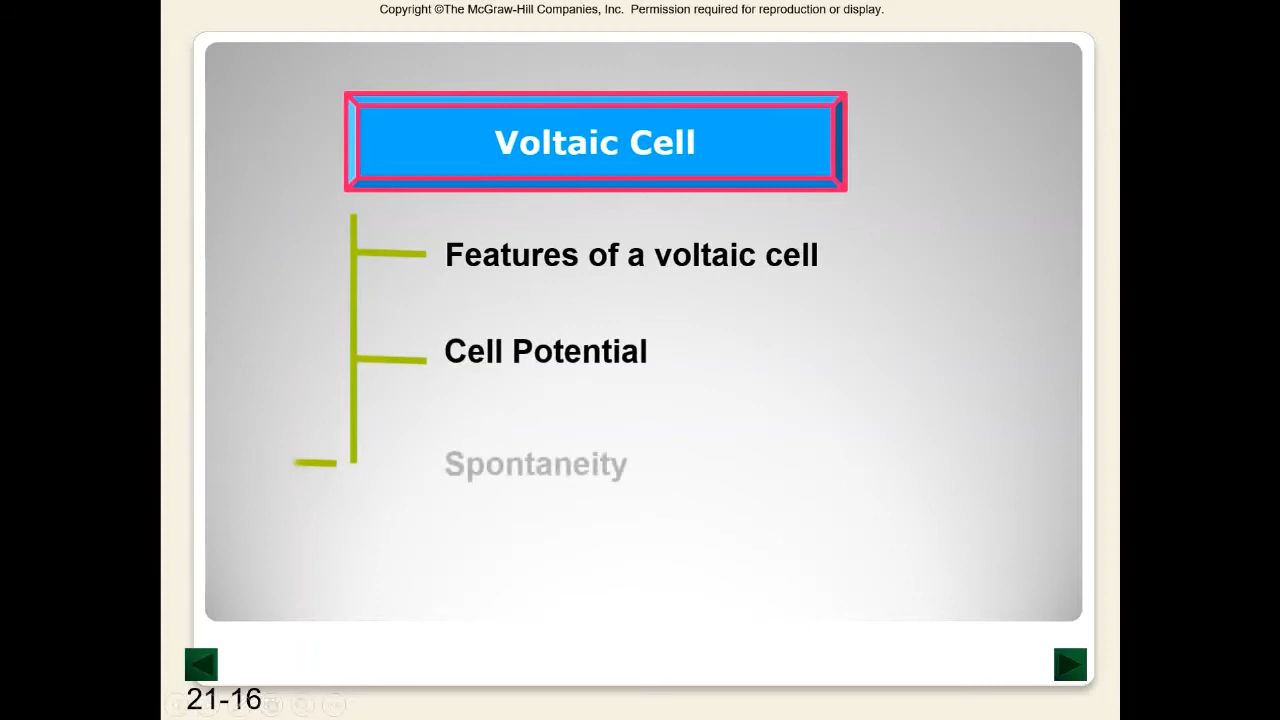 Copyright ©The McGraw-Hill Companies, Inc. Permission required for reproduction or display.
Voltaic Cell
Features of a voltaic cell
Cell Potential
Spontaneity
21-16